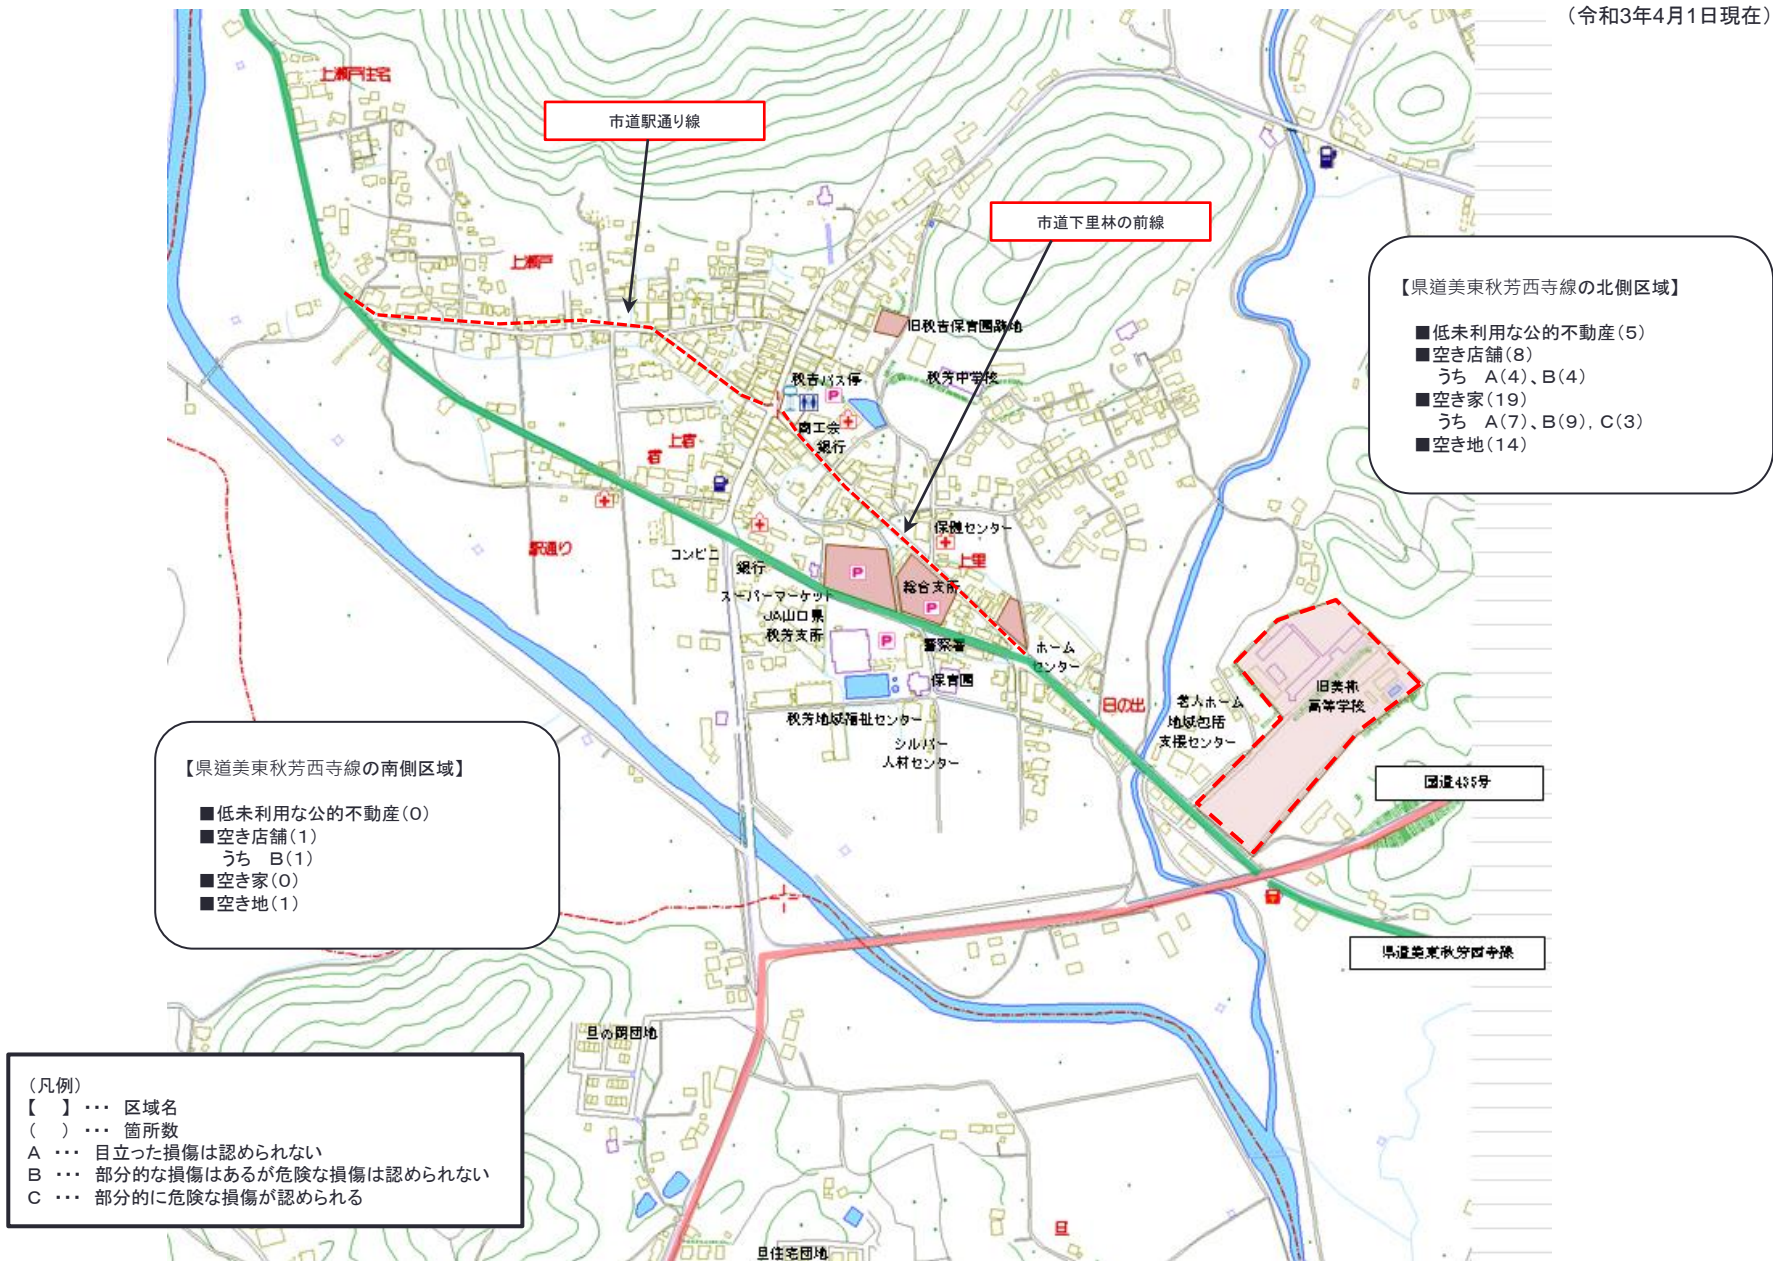 (令和3年4月1日現在)
上瀬戸住宅
市道駅通り線
市道下里林の前線
上瀬戸
【県道美東秋芳西寺線の北側区域】
■低未利用な公的不動産(5)
■空き店舗(8)
うち A(4)、B(4)
■空き家(19)
うち A(7)、B(9), C(3)
■空き地(14)
旧秋吉保育園跡地
秋吉バス停
P
秋芳中学校
商工会
銀行
上宿
宿
保健センター
駅通り
コンビニ
銀行
P
上里
総合支所
P
スーパーマーケット
JA山口県
秋芳支所
P
警察署
ホーム
センター
保育園
日の出
老人ホーム
地域包括
支援センター
旧美祢
高等学校
秋芳地域福祉センター
シルバー
人材センター
国道435号
【県道美東秋芳西寺線の南側区域】
■低未利用な公的不動産(0)
■空き店舗(1)
うち B(1)
■空き家(0)
■空き地(1)
県道美東秋芳西寺線
旦の岡団地
(凡例)
【 】・・・ 区域名
( )・・・ 箇所数
A ・・・ 目立った損傷は認められない
B ・・・ 部分的な損傷はあるが危険な損傷は認められない
C ・・・ 部分的に危険な損傷が認められる
旦
旦住宅団地